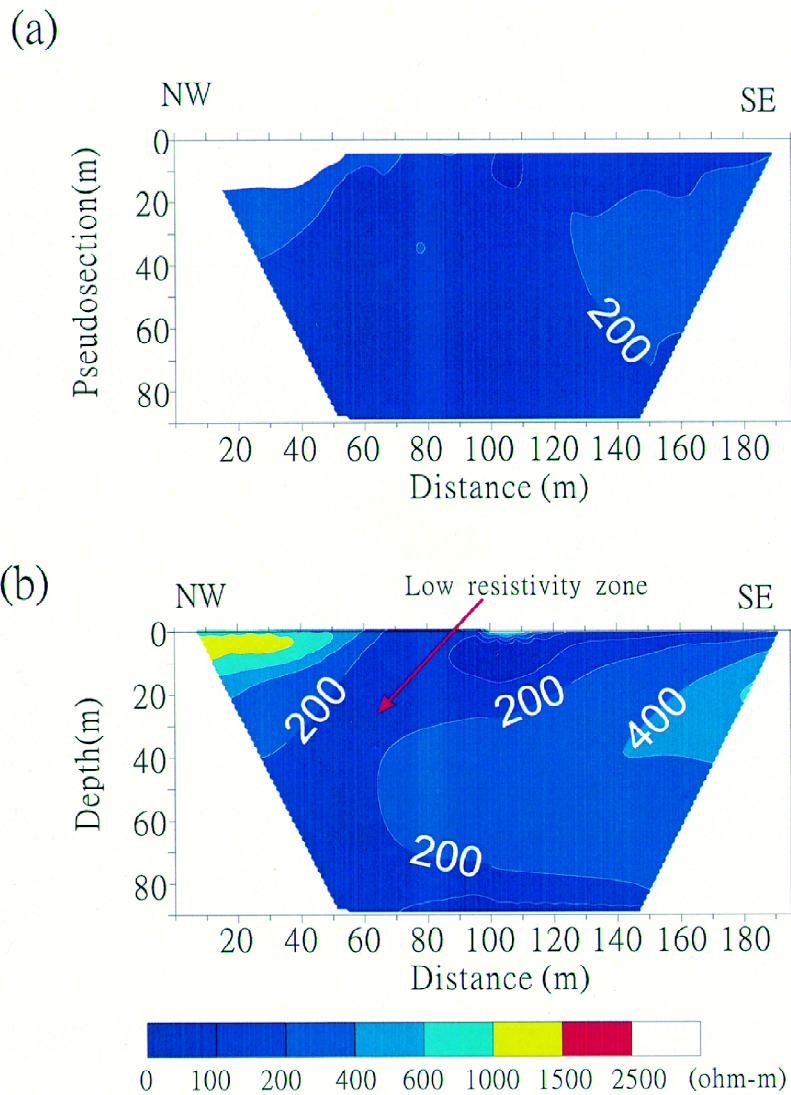 (a)
NW SE
Pseudosection(m)
0
20
40
60
80
200
20 40 60 80 100 120 140 160 180
Distance (m)
(b)
NW SE
Low resistivity zone
Depth(m)
0
20
40
60
80
200
200
400
200
20 40 60 80 100 120 140 160 180
Distance (m)
0 100 200 400 600 1000 1500 2500 (ohm-m)